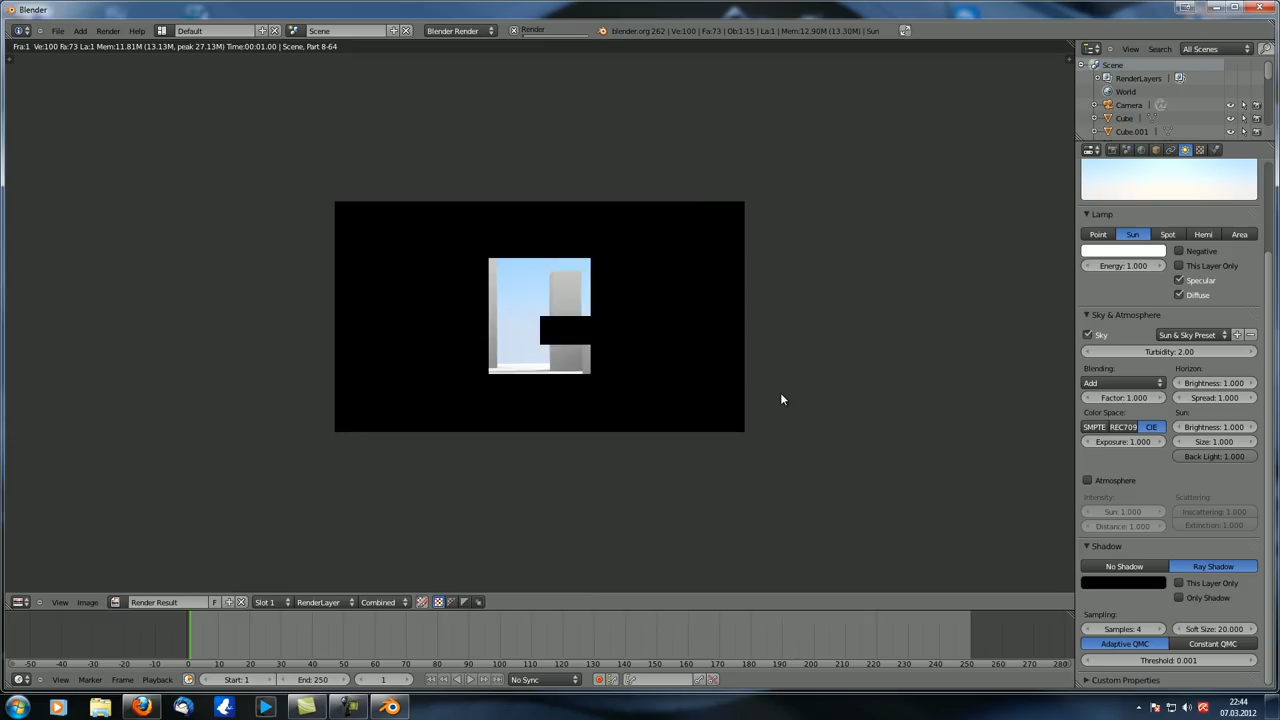 Blender
File Add Render Help Default Scene Blender Render Render blender.org 262 | Ve:100 | Fa:73 | Ob:1-15 | La:1 | Mem:12.90M (13.30M) | Sun
Fra:1 Ve:100 Fa:73 La:1 Mem:11.81M (13.13M, peak 27.13M) Time:00:01.00 | Scene, Part 8-64
View Search All Scenes
Scene
RenderLayers
World
Camera
Cube
Cube.001
Lamp
Point Sun Spot Hemi Area
Negative
Energy: 1.000 This Layer Only
Specular
Diffuse
Sky & Atmosphere
Sky Sun & Sky Preset
Turbidity: 2.00
Blending: Horizon:
Add Brightness: 1.000
Factor: 1.000 Spread: 1.000
Color Space: Sun:
SMPTE REC709 CIE Brightness: 1.000
Exposure: 1.000 Size: 1.000
Back Light: 1.000
Atmosphere
Intensity: Scattering:
Sun: 1.000 Inscattering: 1.000
Distance: 1.000 Extinction: 1.000
Shadow
No Shadow Ray Shadow
This Layer Only
Only Shadow
Sampling:
Samples: 4 Soft Size: 20.000
Adaptive QMC Constant QMC
Threshold: 0.001
Custom Properties
View Image Render Result F Slot 1 RenderLayer Combined
-50 -40 -30 -20 -10 0 10 20 30 40 50 60 70 80 90 100 110 120 130 140 150 160 170 180 190 200 210 220 230 240 250 260 270 280
View Marker Frame Playback Start: 1 End: 250 1 No Sync
22:44
07.03.2012